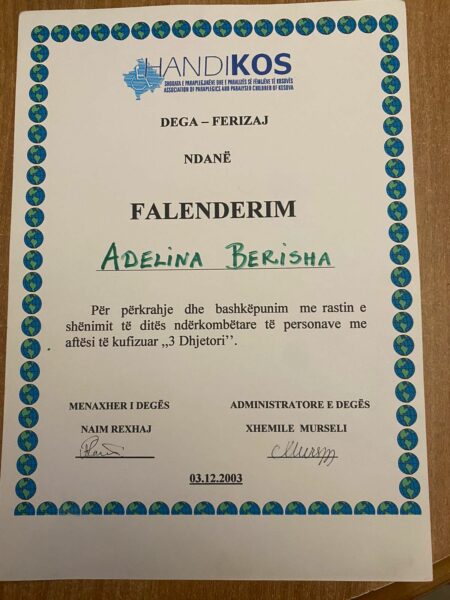 HANDIKOS
SHOQATA E PARAPLEGJIKËVE DHE E PARALIZËS SË FËMIJËVE TË KOSOVËS
ASSOCIATION OF PARAPLEGICS AND PARALYSED CHILDREN OF KOSOVA
DEGA – FERIZAJ
NDANË
FALENDERIM
ADELINA BERISHA
Për përkrahje dhe bashkëpunim me rastin e
shënimit të ditës ndërkombëtare të personave me
aftësi të kufizuar „3 Dhjetori’’.
MENAXHER I DEGËS ADMINISTRATORE E DEGËS
NAIM REXHAJ XHEMILE MURSELI
03.12.2003